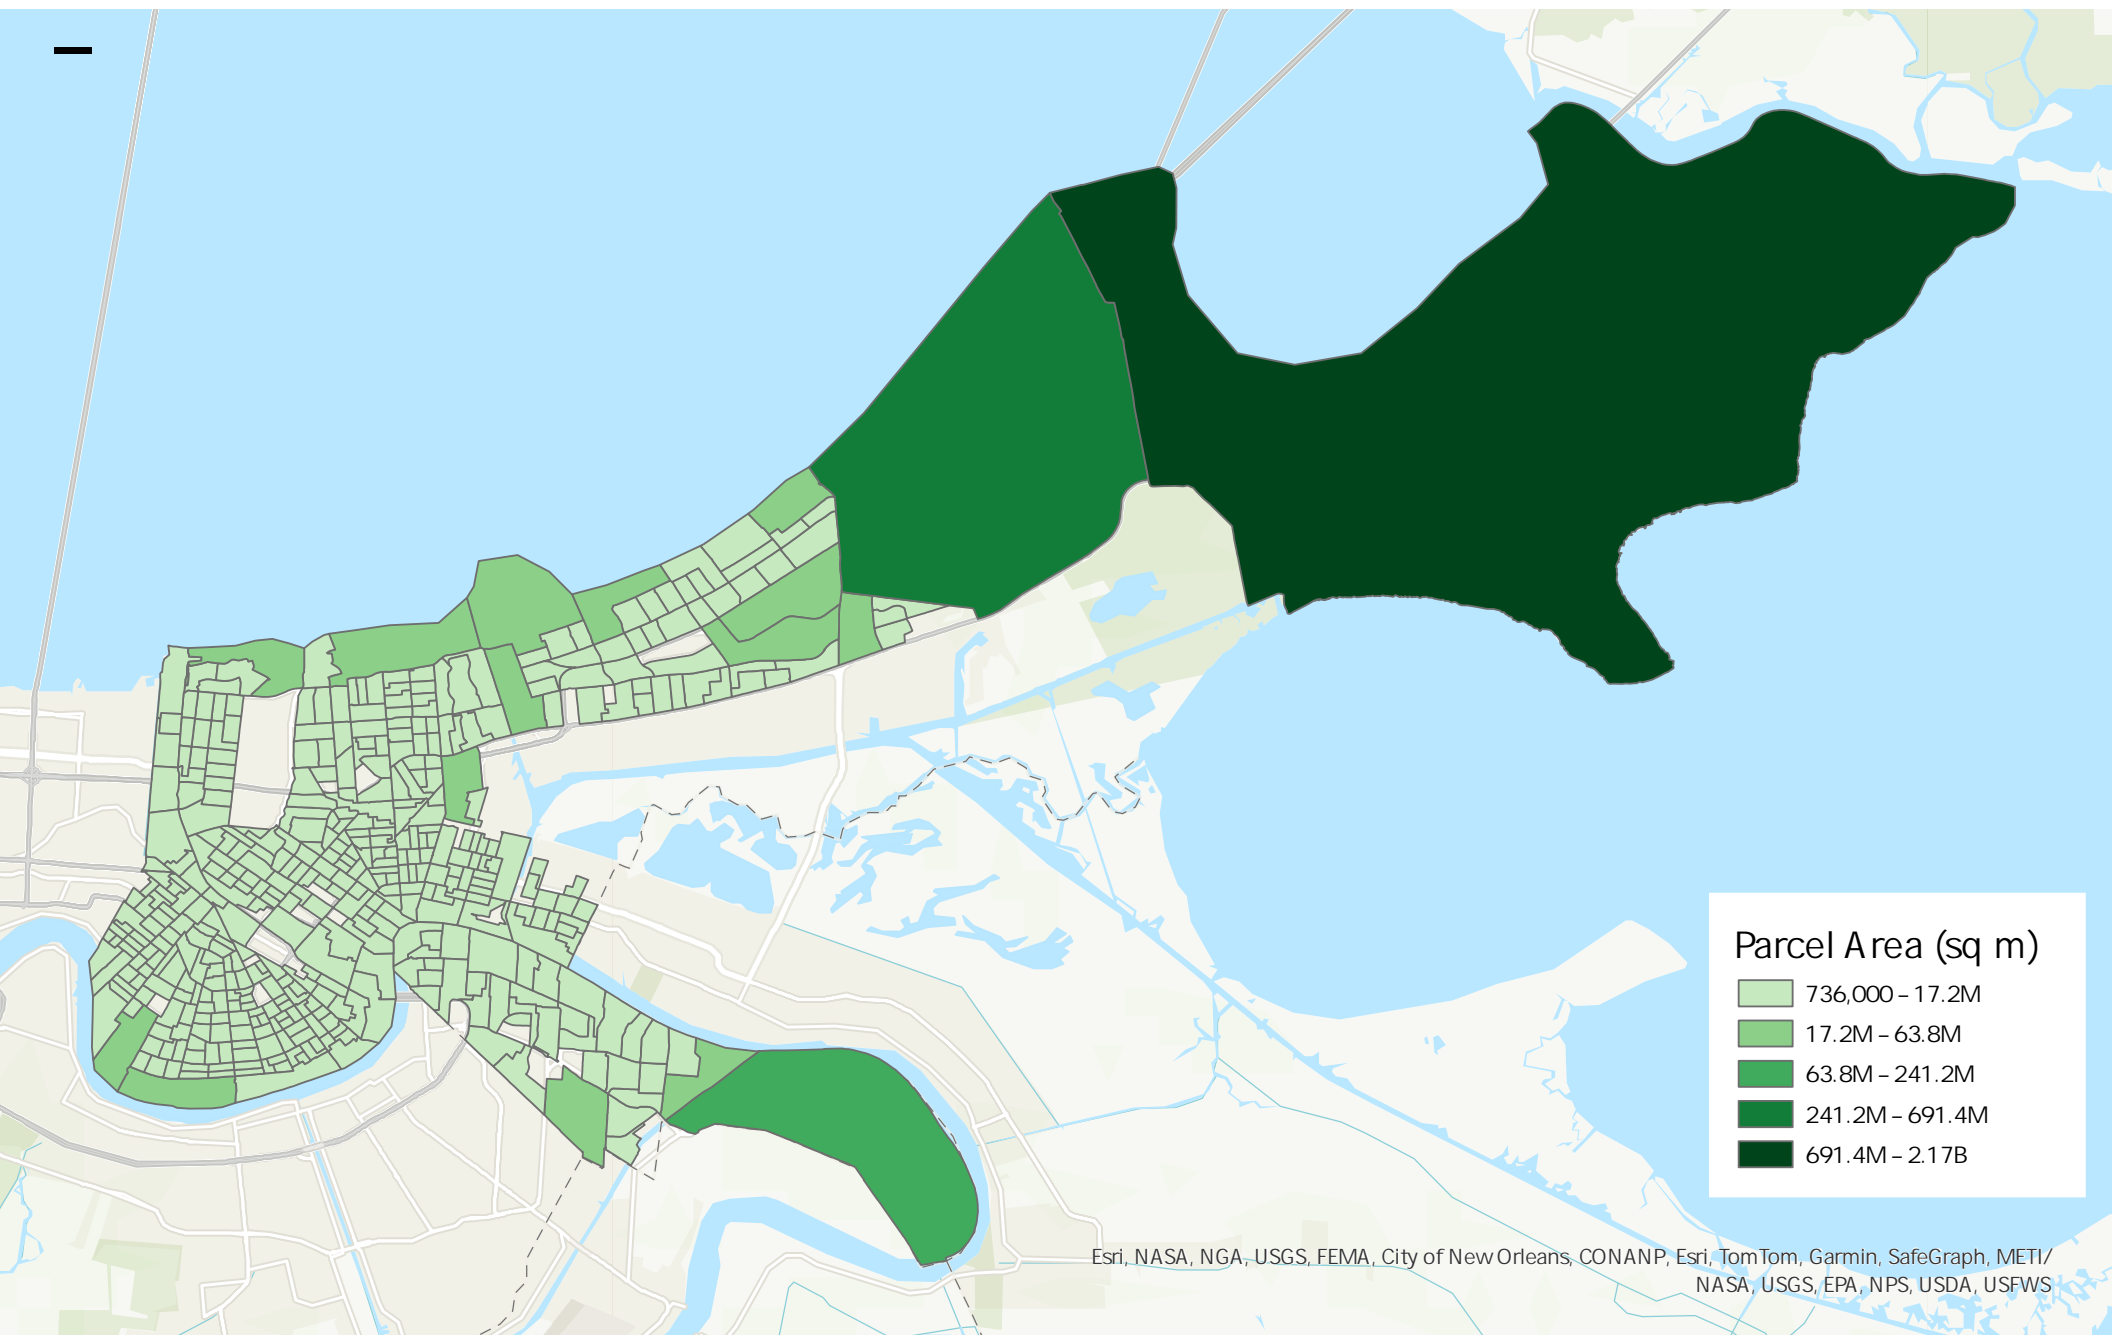 Parcel Area (sq m)
736,000 – 17.2M
17.2M – 63.8M
63.8M – 241.2M
241.2M – 691.4M
691.4M – 2.17B
Esri, NASA, NGA, USGS, FEMA, City of New Orleans, CONANP, Esri, TomTom, Garmin, SafeGraph, METI/
NASA, USGS, EPA, NPS, USDA, USFWS